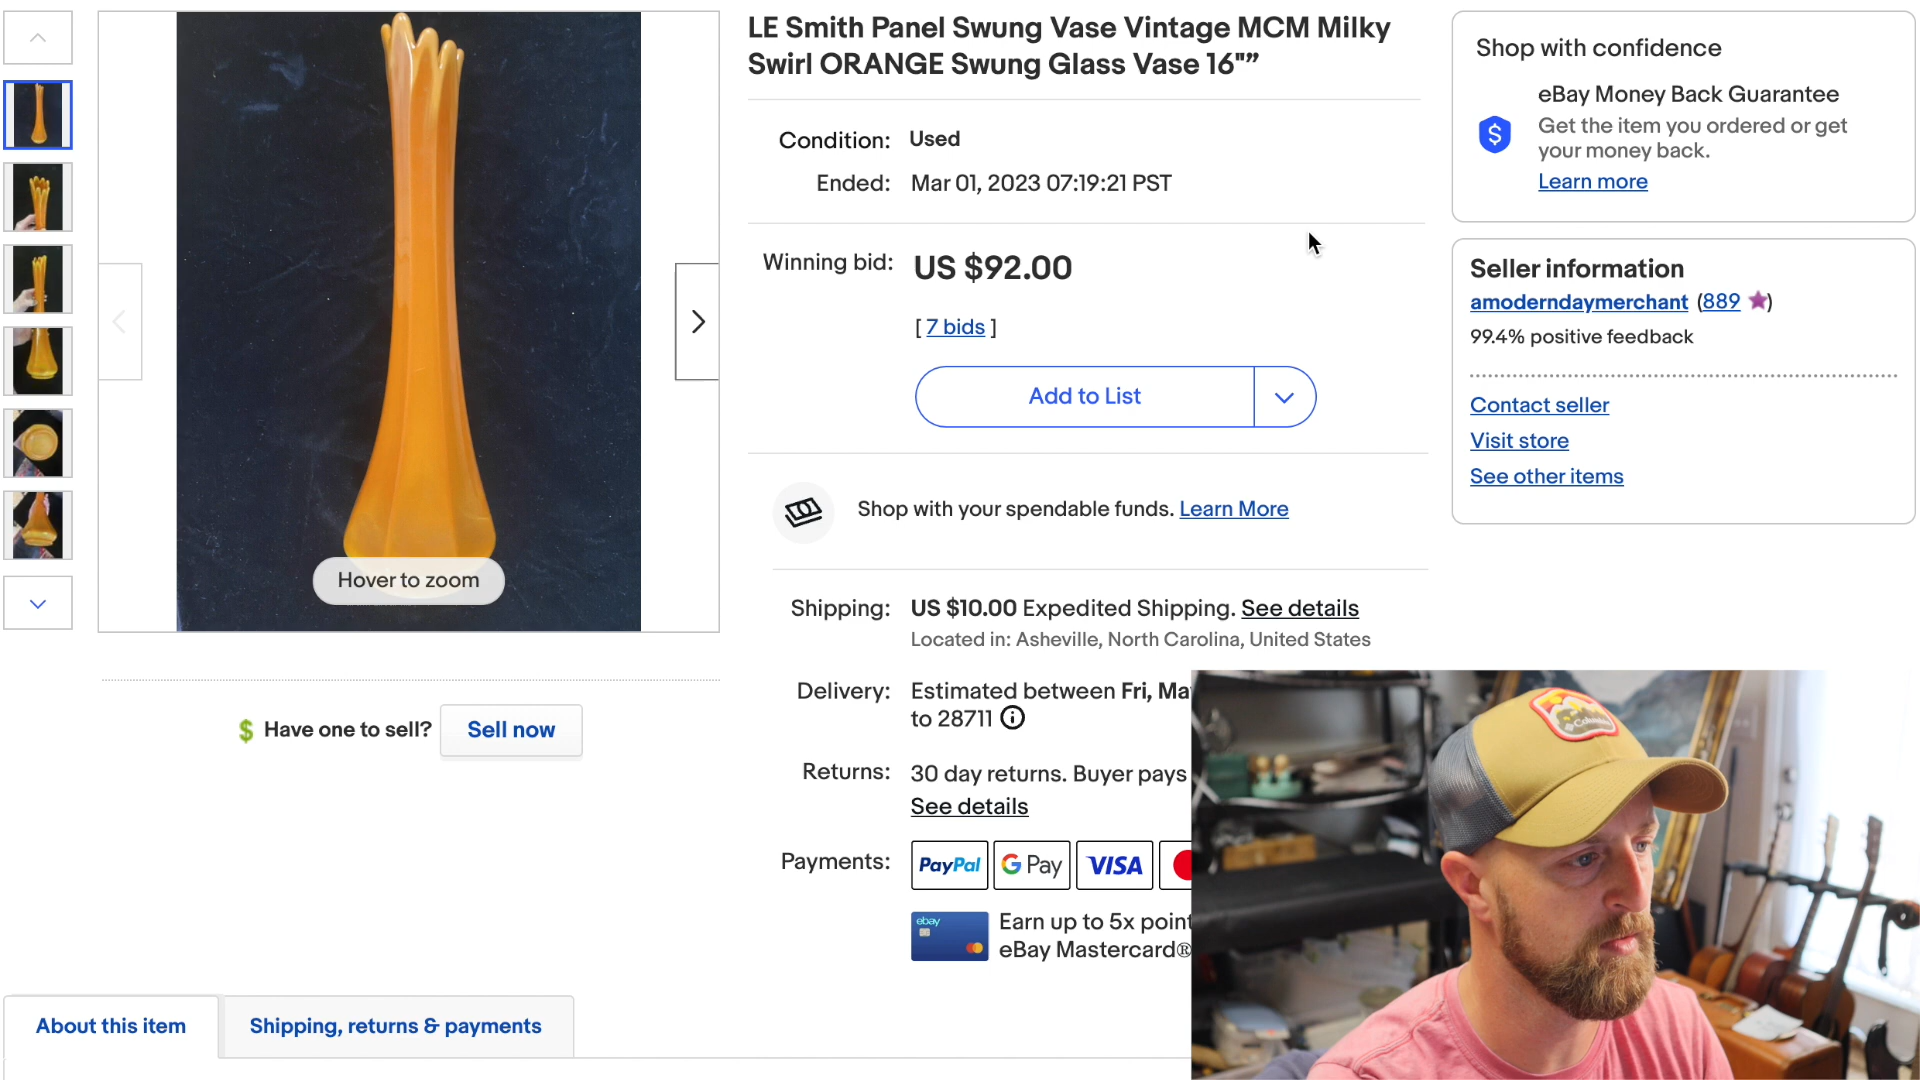 LE Smith Panel Swung Vase Vintage MCM Milky
Swirl ORANGE Swung Glass Vase 16"”
Condition: Used
Ended: Mar 01, 2023 07:19:21 PST
Winning bid: US $92.00
[ 7 bids ]
Add to List
Shop with your spendable funds. Learn More
Shipping: US $10.00 Expedited Shipping. See details
Located in: Asheville, North Carolina, United States
Delivery: Estimated between Fri, Ma
to 28711
Returns: 30 day returns. Buyer pays
See details
Payments: PayPal G Pay VISA
ebay
Earn up to 5x point
eBay Mastercard®
Hover to zoom
$ Have one to sell? Sell now
About this item
Shipping, returns & payments
Shop with confidence
$
eBay Money Back Guarantee
Get the item you ordered or get
your money back.
Learn more
Seller information
amoderndaymerchant (889)
99.4% positive feedback
Contact seller
Visit store
See other items
Columbia